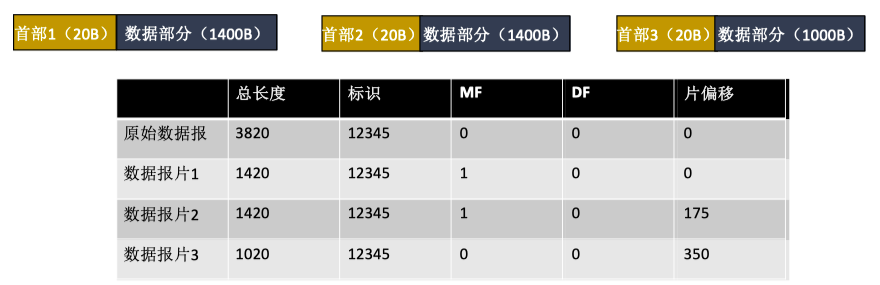 首部1（20B） 数据部分（1400B） 首部2（20B） 数据部分（1400B） 首部3（20B） 数据部分（1000B）
总长度 标识 MF DF 片偏移
原始数据报 3820 12345 0 0 0
数据报片1 1420 12345 1 0 0
数据报片2 1420 12345 1 0 175
数据报片3 1020 12345 0 0 350